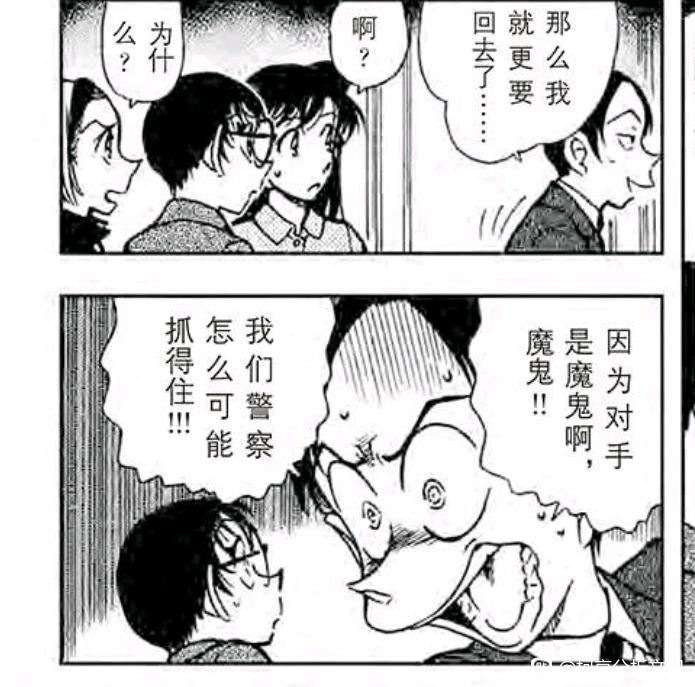 那么我
就更要
回去了……
啊?
为什
么?
因为对手
是魔鬼啊,
魔鬼!!
我们警察
怎么可能
抓得住!!!